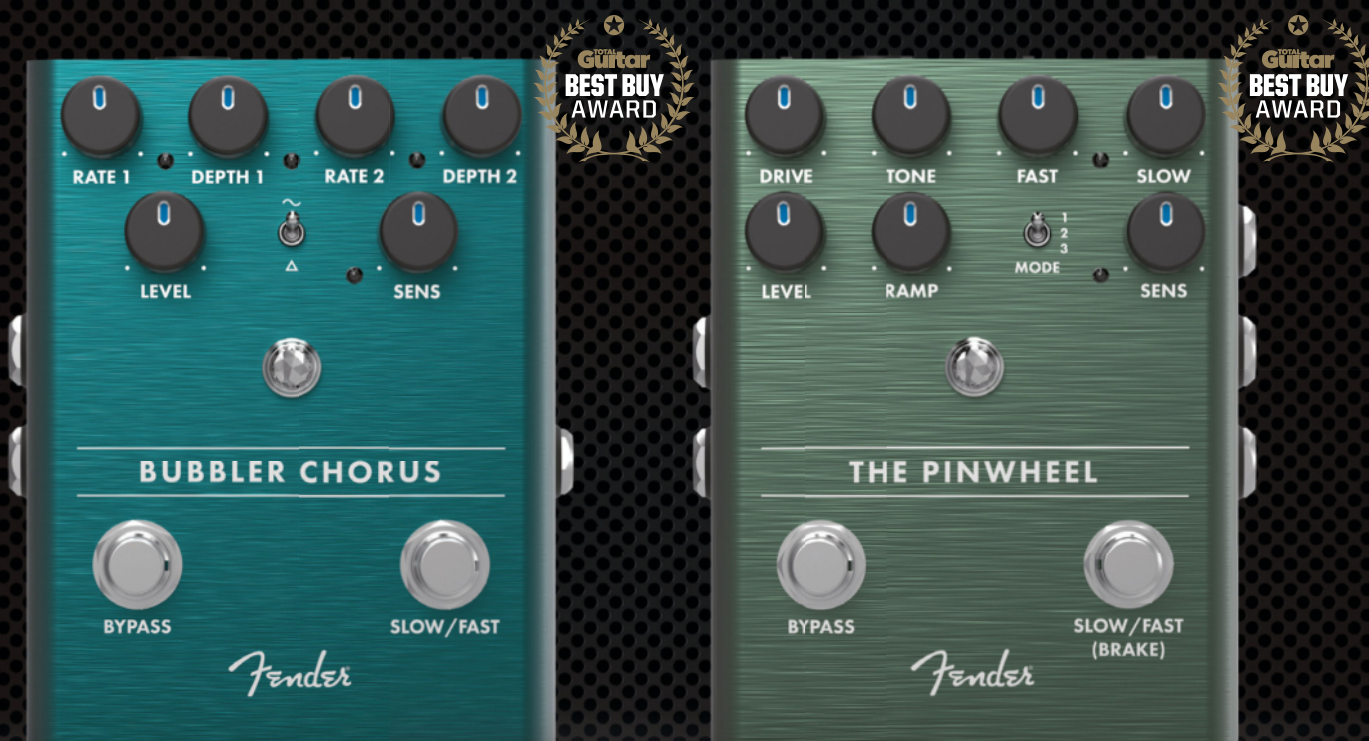 TOTAL
Guitar
BEST BUY
AWARD
RATE 1
DEPTH 1
RATE 2
DEPTH 2
LEVEL
SENS
BUBBLER CHORUS
BYPASS
SLOW/FAST
Fender
TOTAL
Guitar
BEST BUY
AWARD
DRIVE
TONE
FAST
SLOW
1
2
3
LEVEL
RAMP
MODE
SENS
THE PINWHEEL
BYPASS
SLOW/FAST
(BRAKE)
Fender